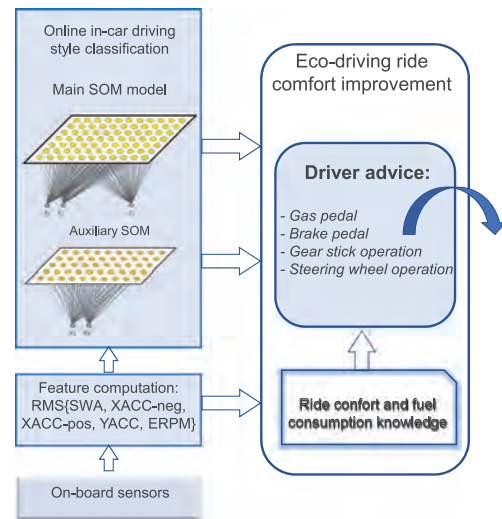 Online in-car driving
style classification
Main SOM model
Auxiliary SOM
Feature computation:
RMS{SWA, XACC-neg,
XACC-pos, YACC, ERPM}
On-board sensors
Eco-driving ride
comfort improvement
Driver advice:
- Gas pedal
- Brake pedal
- Gear stick operation
- Steering wheel operation
Ride confort and fuel
consumption knowledge